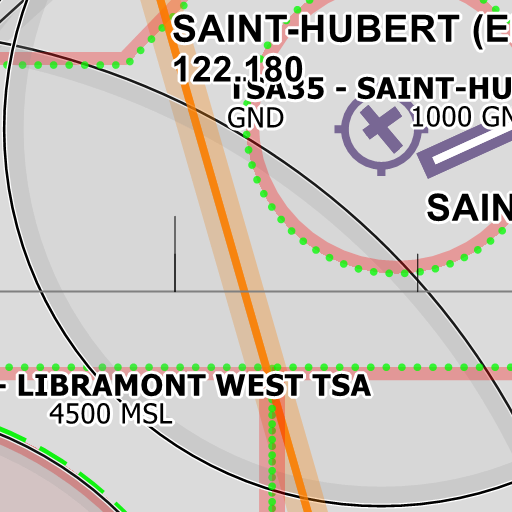 SAINT-HUBERT (E
122.180
TSA35 - SAINT-HU
GND
1000 GN
SAIN
- LIBRAMONT WEST TSA
4500 MSL